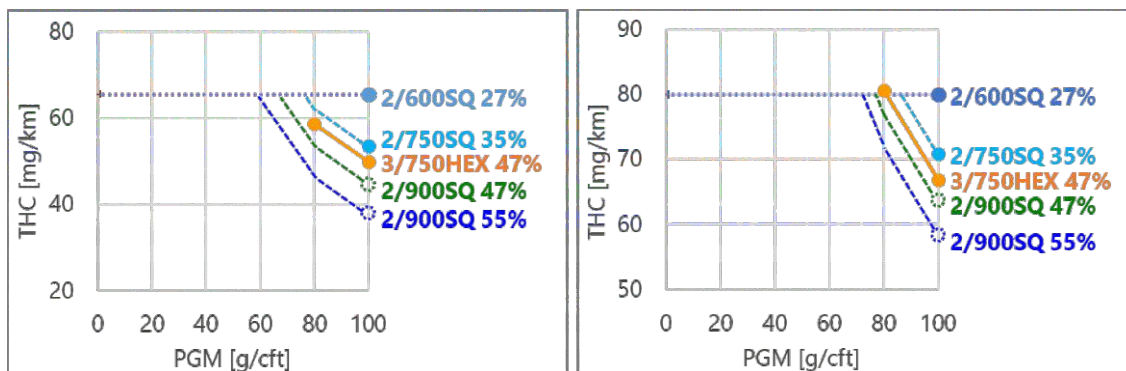 80
60
40
20
THC [mg/km]
0 20 40 60 80 100
PGM [g/cft]
2/600SQ 27%
2/750SQ 35%
3/750HEX 47%
2/900SQ 47%
2/900SQ 55%
90
80
70
60
50
THC [mg/km]
0 20 40 60 80 100
PGM [g/cft]
2/600SQ 27%
2/750SQ 35%
3/750HEX 47%
2/900SQ 47%
2/900SQ 55%